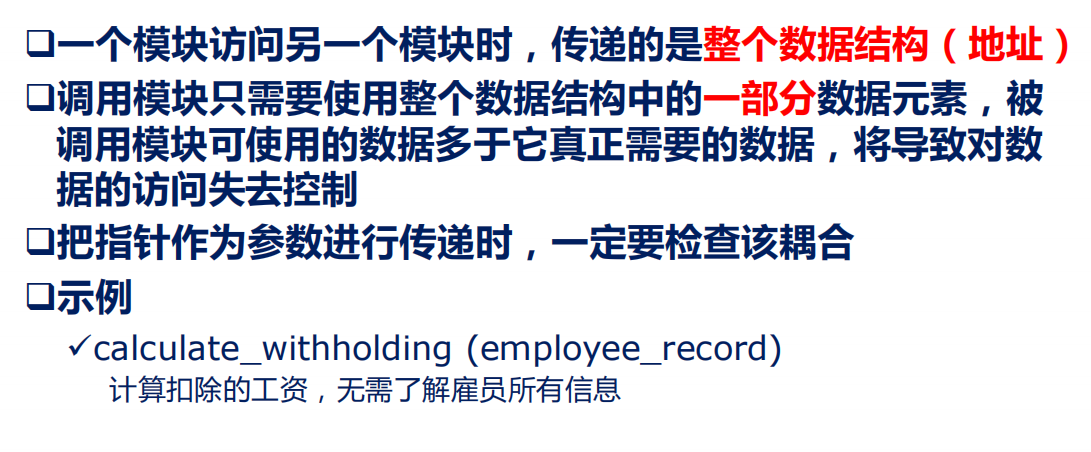 ❑一个模块访问另一个模块时，传递的是整个数据结构（地址）
❑调用模块只需要使用整个数据结构中的一部分数据元素，被
调用模块可使用的数据多于它真正需要的数据，将导致对数
据的访问失去控制
❑把指针作为参数进行传递时，一定要检查该耦合
❑示例
✓calculate_withholding (employee_record)
计算扣除的工资，无需了解雇员所有信息